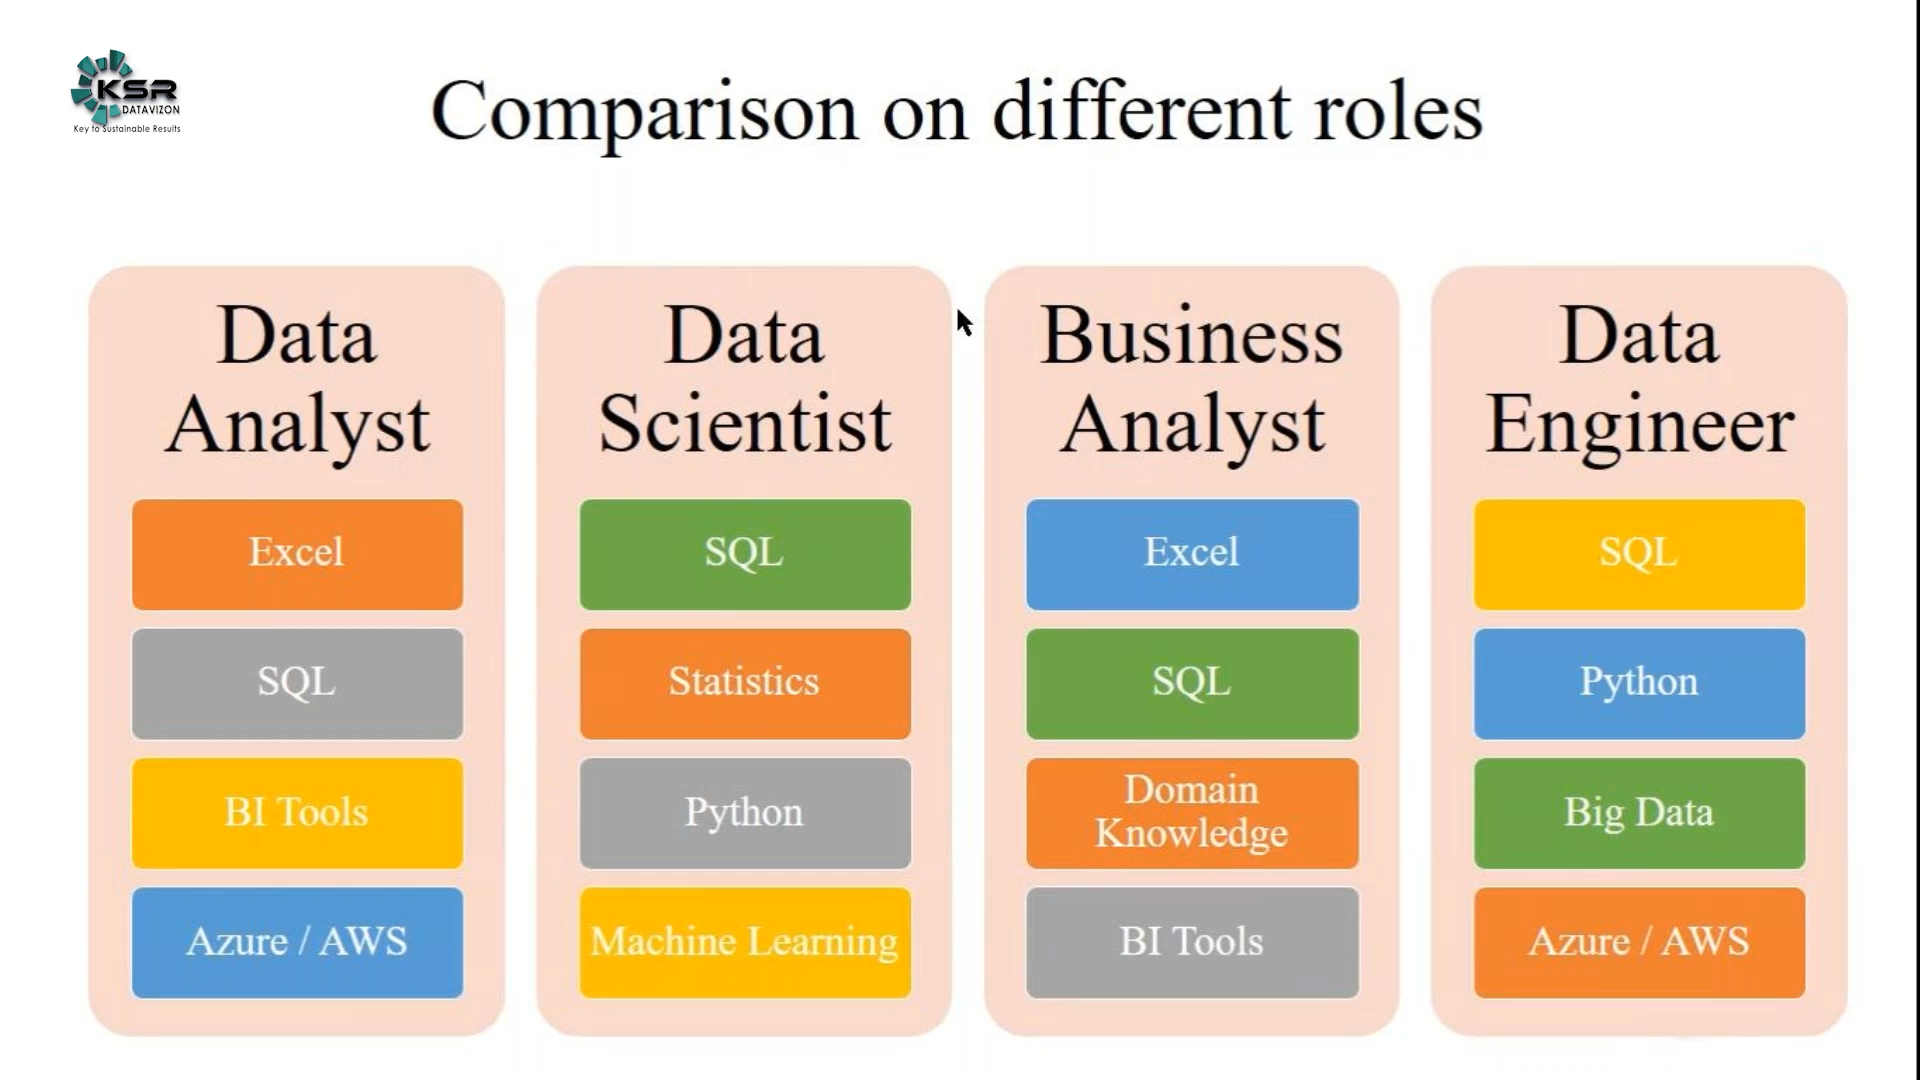 KSR
DATAVIZON
Key to Sustainable Results
Comparison on different roles
Data
Analyst
Excel
SQL
BI Tools
Azure / AWS
Data
Scientist
SQL
Statistics
Python
Machine Learning
Business
Analyst
Excel
SQL
Domain
Knowledge
BI Tools
Data
Engineer
SQL
Python
Big Data
Azure / AWS